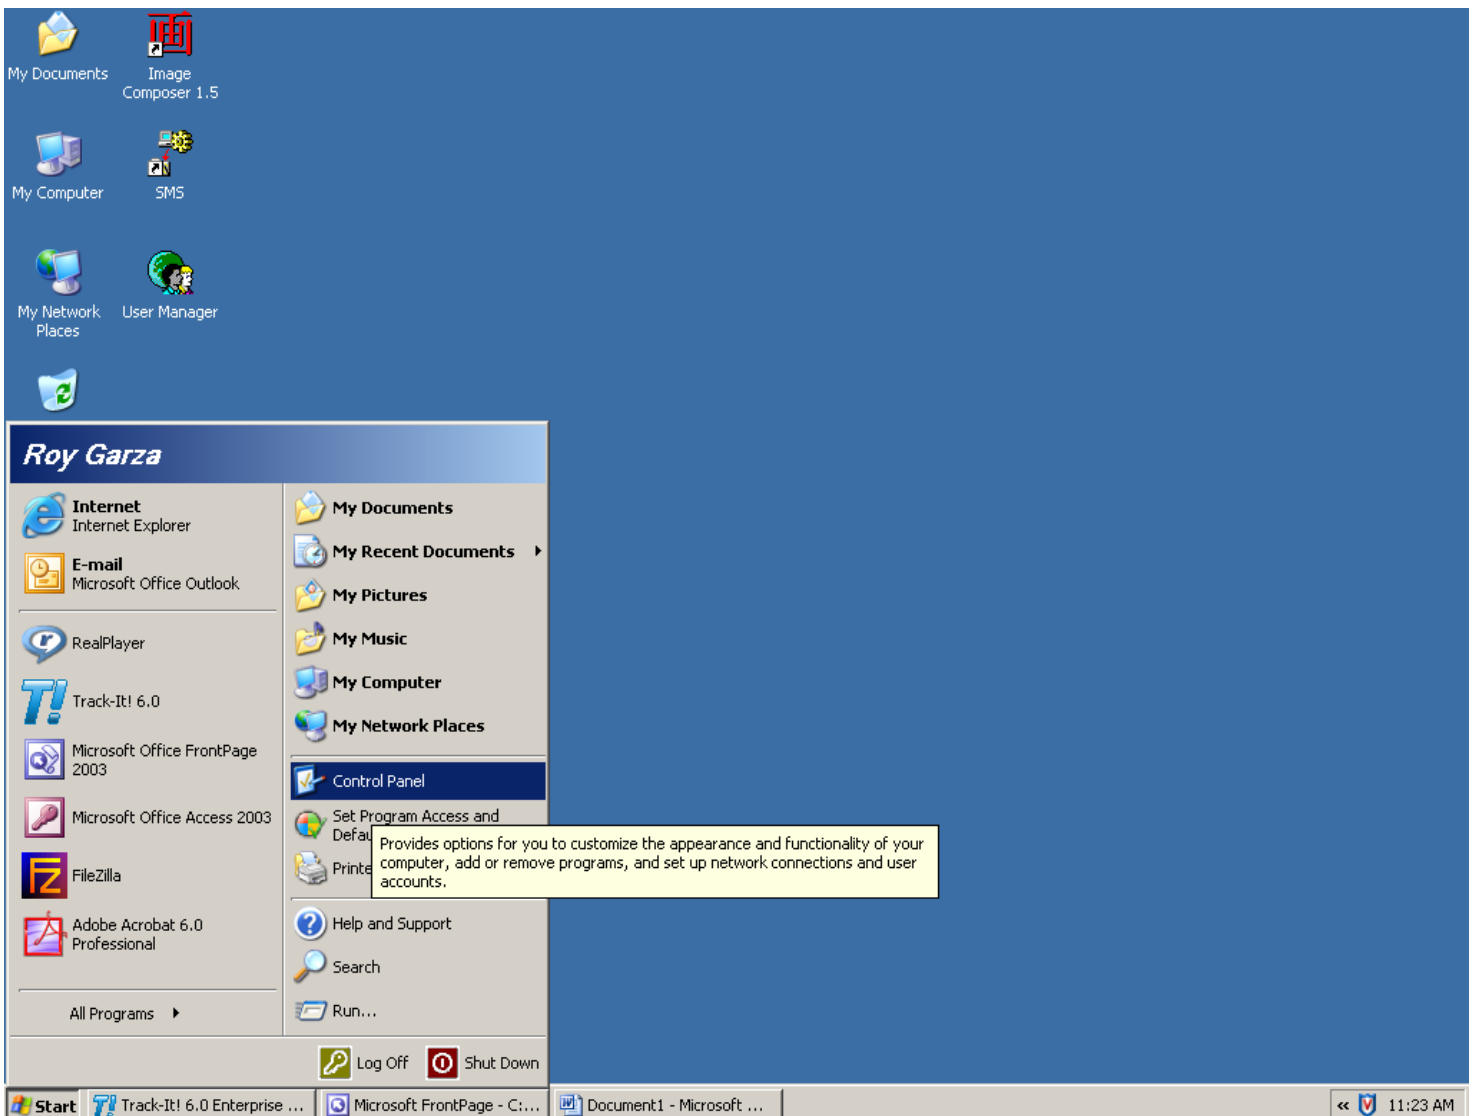 My Documents
画
Image
Composer 1.5
My Computer
SMS
My Network
Places
User Manager
Roy Garza
Internet
Internet Explorer
E-mail
Microsoft Office Outlook
RealPlayer
Track-It! 6.0
Microsoft Office FrontPage
2003
Microsoft Office Access 2003
FileZilla
Adobe Acrobat 6.0
Professional
All Programs
My Documents
My Recent Documents
My Pictures
My Music
My Computer
My Network Places
Control Panel
Set Program Access and
Defau
Printe
Provides options for you to customize the appearance and functionality of your
computer, add or remove programs, and set up network connections and user
accounts.
Help and Support
Search
Run...
Log Off
Shut Down
Start
Track-It! 6.0 Enterprise ...
Microsoft FrontPage - C:...
Document1 - Microsoft ...
11:23 AM